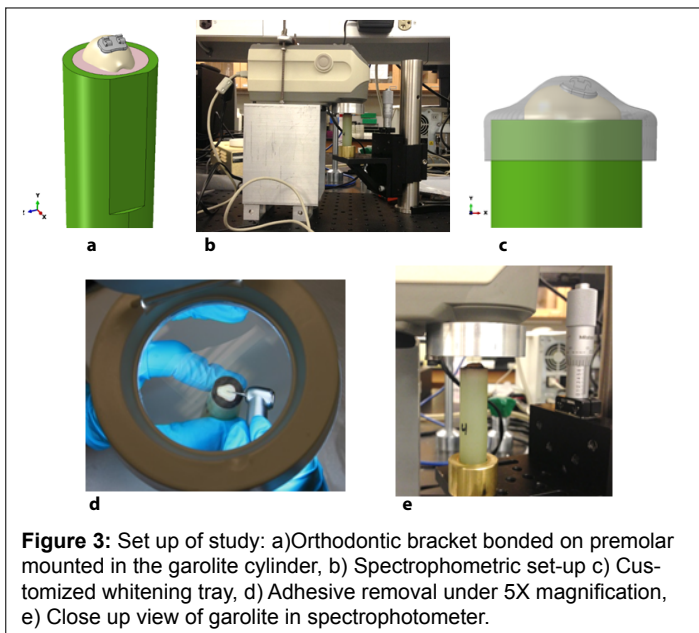 Y
X
a
b
Y
X
c
4
d
e
Figure 3: Set up of study: a)Orthodontic bracket bonded on premolar
mounted in the garolite cylinder, b) Spectrophometric set-up c) Cus-
tomized whitening tray, d) Adhesive removal under 5X magnification,
e) Close up view of garolite in spectrophotometer.